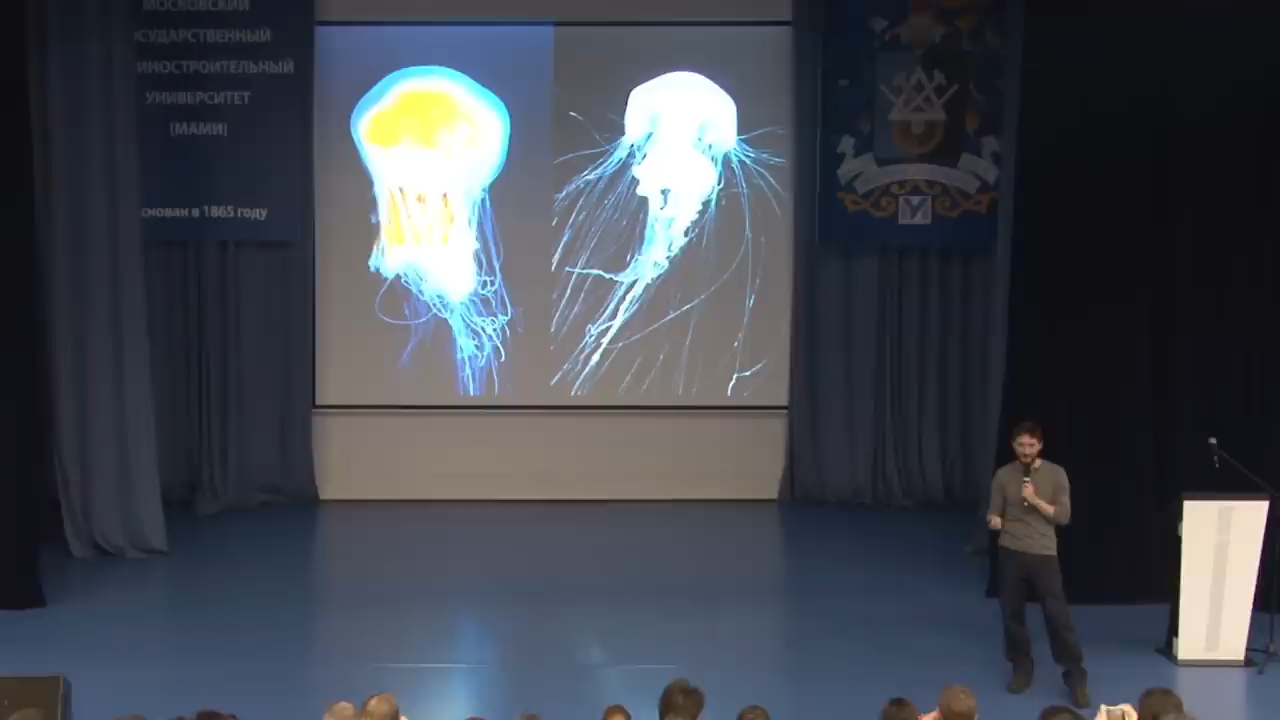 МОСКОВСКИЙ
СУДАРСТВЕННЫЙ
ИНОСТРОИТЕЛЬНЫЙ
УНИВЕРСИТЕТ
(МАМИ)
снован в 1865 году